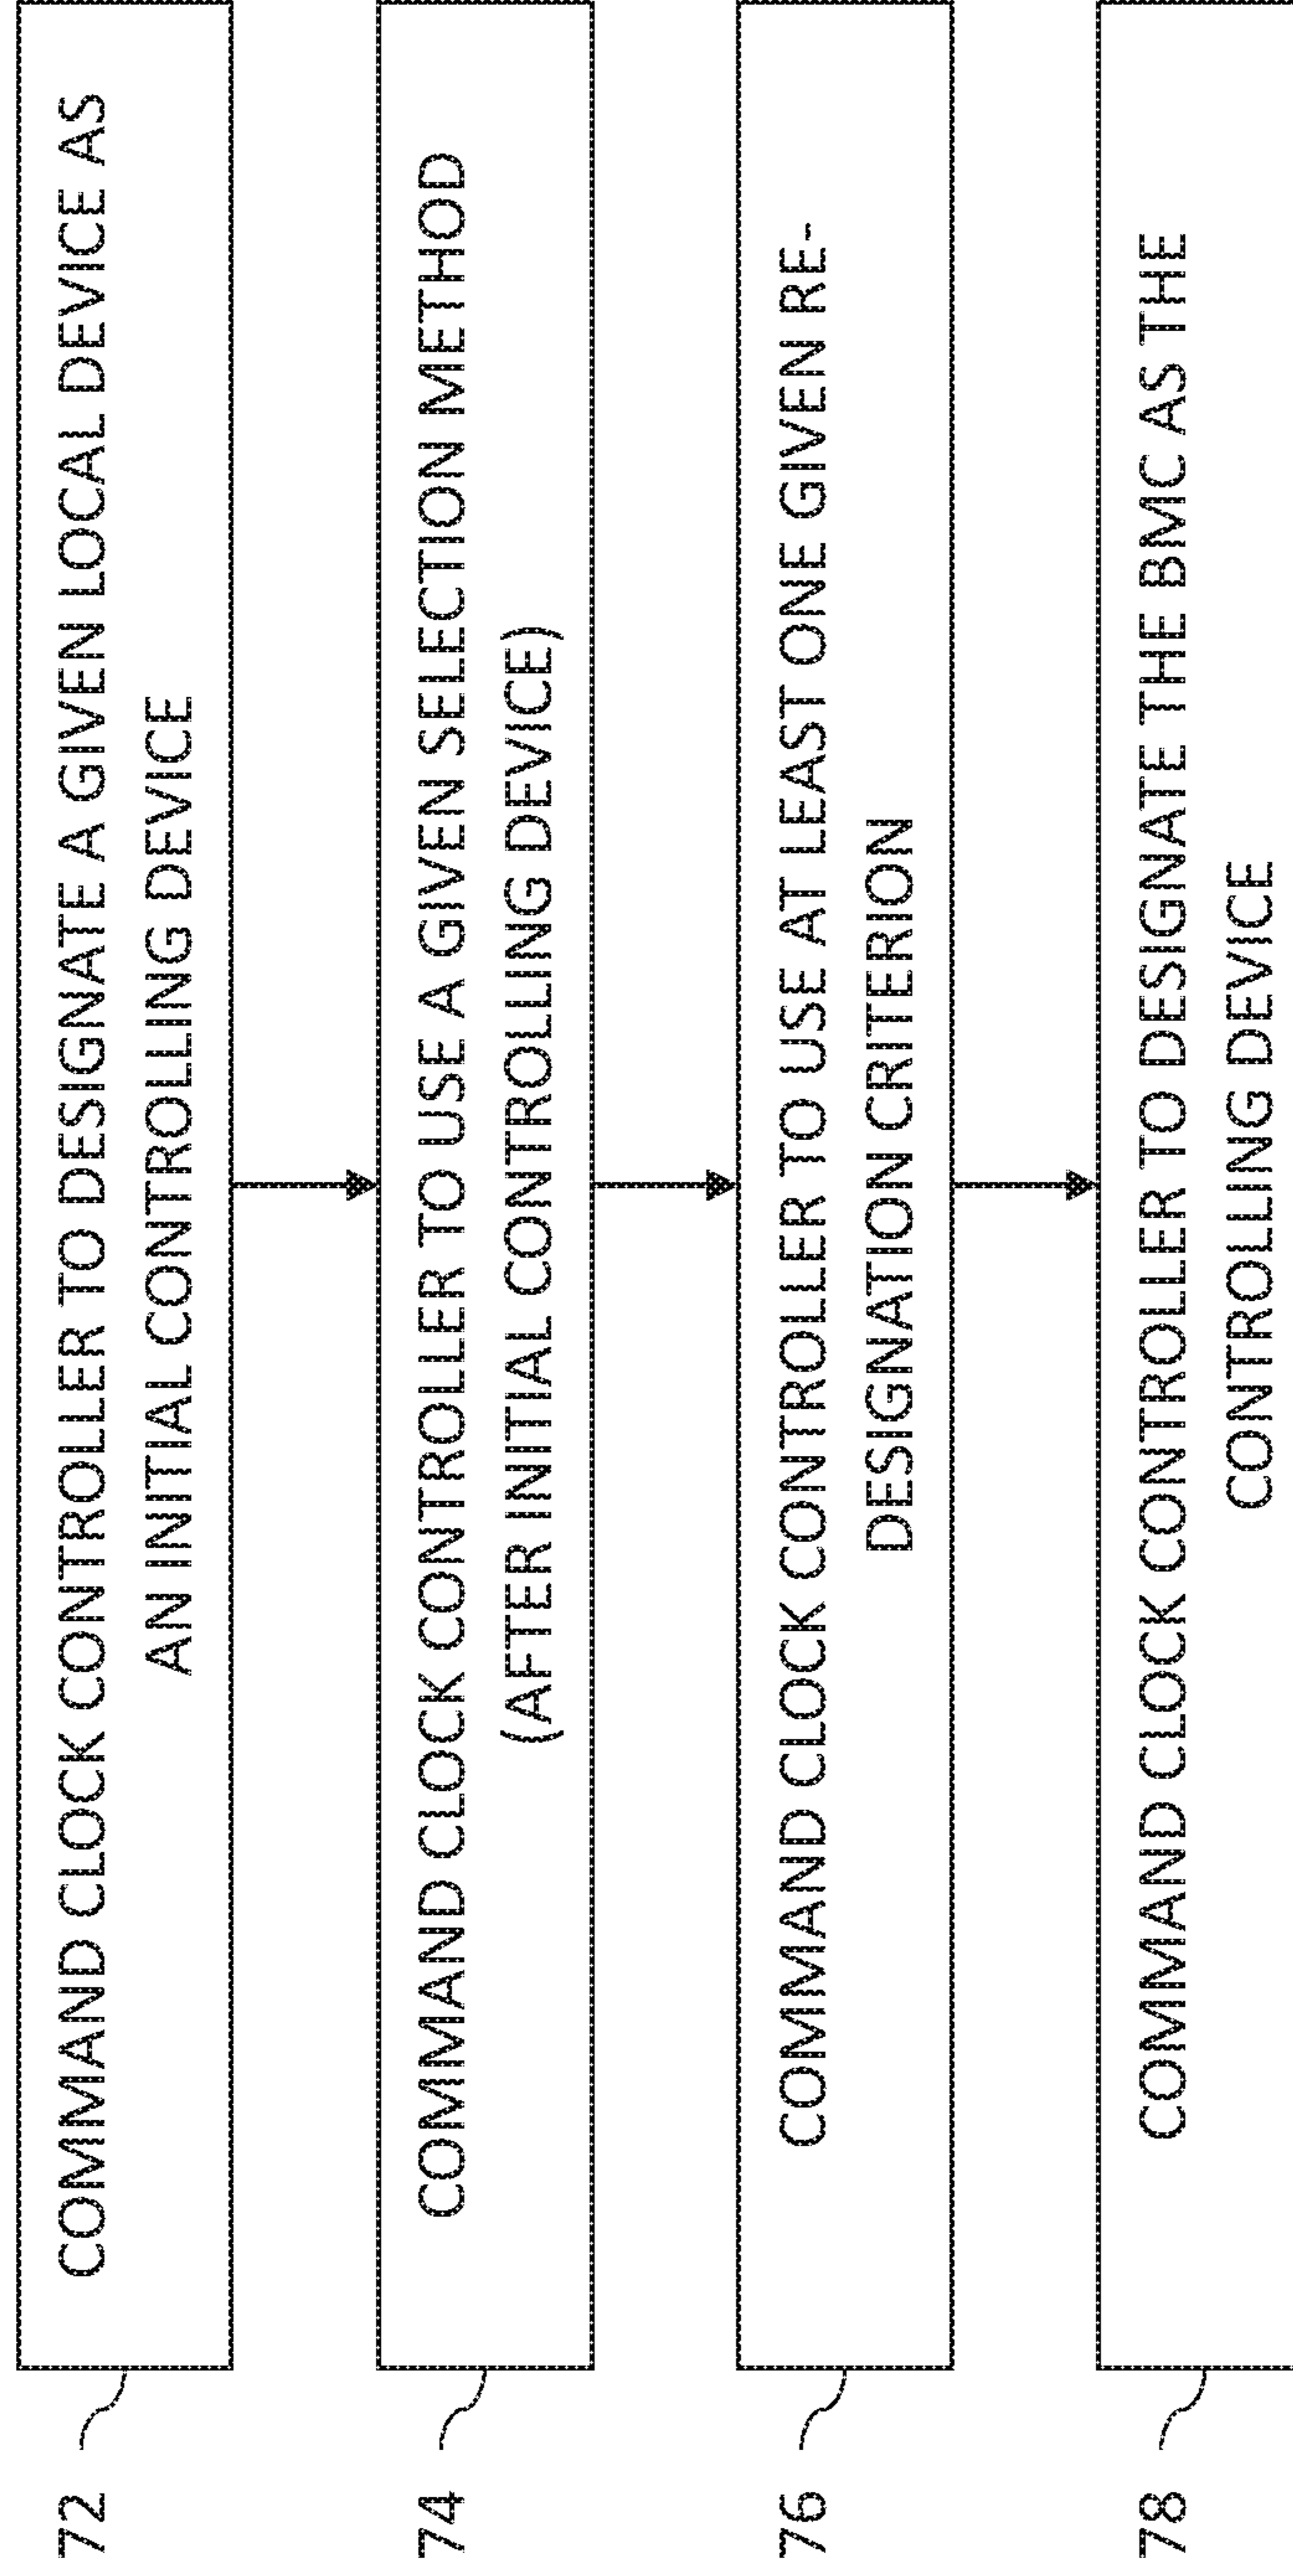 72
COMMAND CLOCK CONTROLLER TO DESIGNATE A GIVEN LOCAL DEVICE AS
AN INITIAL CONTROLLING DEVICE
74
COMMAND CLOCK CONTROLLER TO USE A GIVEN SELECTION METHOD
(AFTER INITIAL CONTROLLING DEVICE)
76
COMMAND CLOCK CONTROLLER TO USE AT LEAST ONE GIVEN RE-
DESIGNATION CRITERION
78
COMMAND CLOCK CONTROLLER TO DESIGNATE THE BMC AS THE
CONTROLLING DEVICE